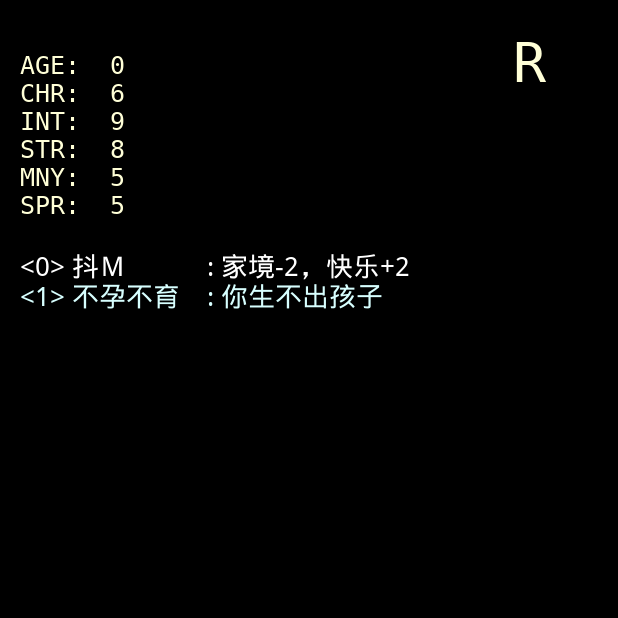 R
AGE: 0
CHR: 6
INT: 9
STR: 8
MNY: 5
SPR: 5
<0> 抖M : 家境-2，快乐+2
<1> 不孕不育 : 你生不出孩子